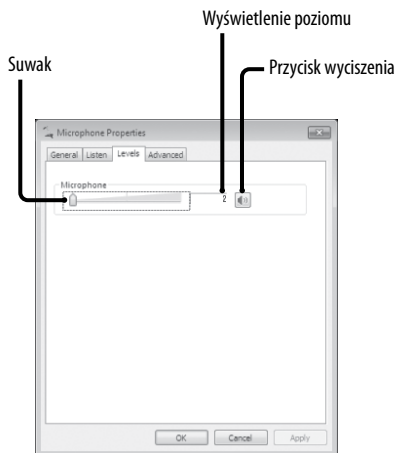 Wyświetlenie poziomu
Suwak
Przycisk wyciszenia
Microphone Properties
General Listen Levels Advanced
Microphone
2
OK Cancel Apply